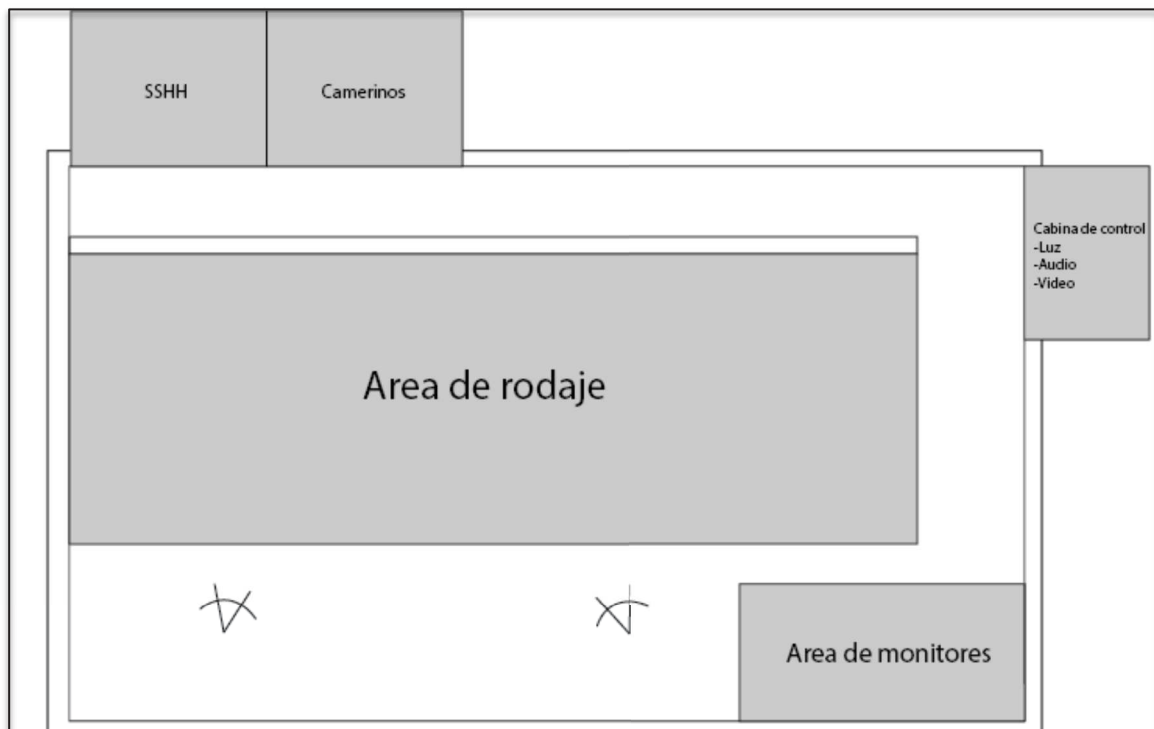 SSHH
Camerinos
Cabina de control
-Luz
-Audio
-Video
Area de rodaje
Area de monitores